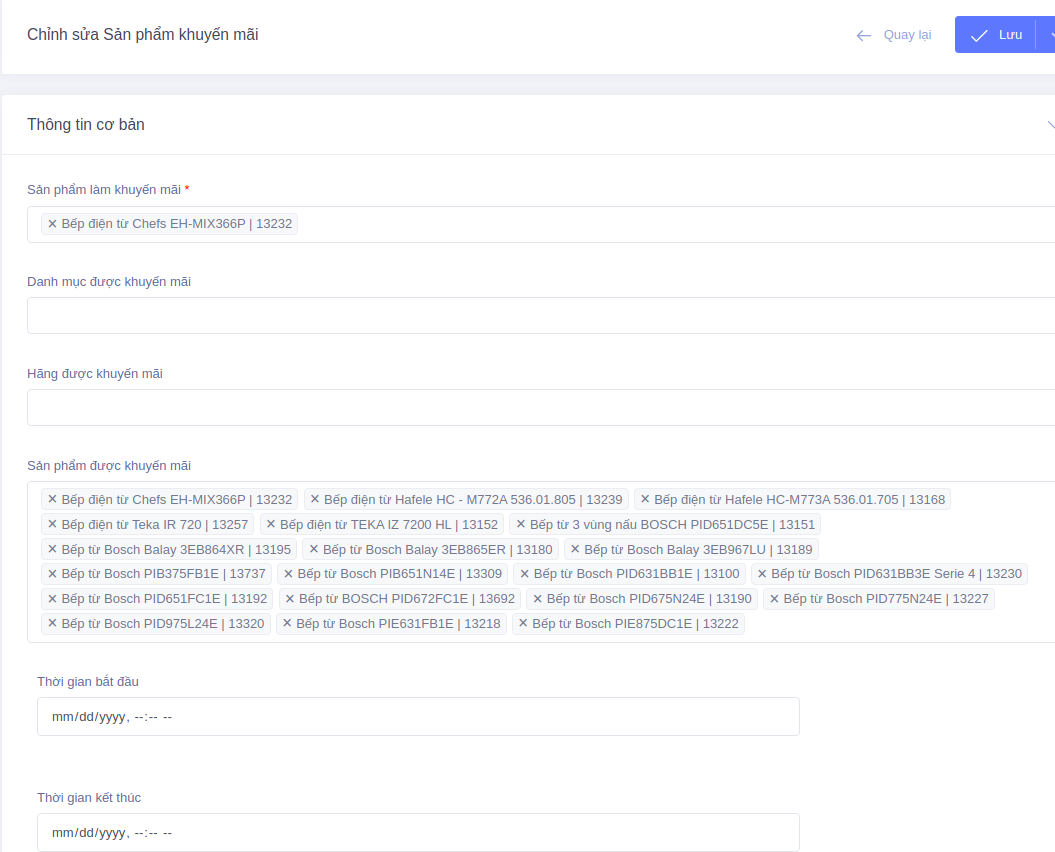 Chỉnh sửa Sản phẩm khuyến mãi
Quay lại
Lưu
Thông tin cơ bản
Sản phẩm làm khuyến mãi *
× Bếp điện từ Chefs EH-MIX366P | 13232
Danh mục được khuyến mãi
Hãng được khuyến mãi
Sản phẩm được khuyến mãi
× Bếp điện từ Chefs EH-MIX366P | 13232 × Bếp điện từ Hafele HC - M772A 536.01.805 | 13239 × Bếp điện từ Hafele HC-M773A 536.01.705 | 13168
× Bếp điện từ Teka IR 720 | 13257 × Bếp điện từ TEKA IZ 7200 HL | 13152 × Bếp từ 3 vùng nấu BOSCH PID651DC5E | 13151
× Bếp từ Bosch Balay 3EB864XR | 13195 × Bếp từ Bosch Balay 3EB865ER | 13180 × Bếp từ Bosch Balay 3EB967LU | 13189
× Bếp từ Bosch PIB375FB1E | 13737 × Bếp từ Bosch PIB651N14E | 13309 × Bếp từ Bosch PID631BB1E | 13100 × Bếp từ Bosch PID631BB3E Serie 4 | 13230
× Bếp từ Bosch PID651FC1E | 13192 × Bếp từ BOSCH PID672FC1E | 13692 × Bếp từ Bosch PID675N24E | 13190 × Bếp từ Bosch PID775N24E | 13227
× Bếp từ Bosch PID975L24E | 13320 × Bếp từ Bosch PIE631FB1E | 13218 × Bếp từ Bosch PIE875DC1E | 13222
Thời gian bắt đầu
mm/dd/yyyy, --:-- --
Thời gian kết thúc
mm/dd/yyyy, --:-- --